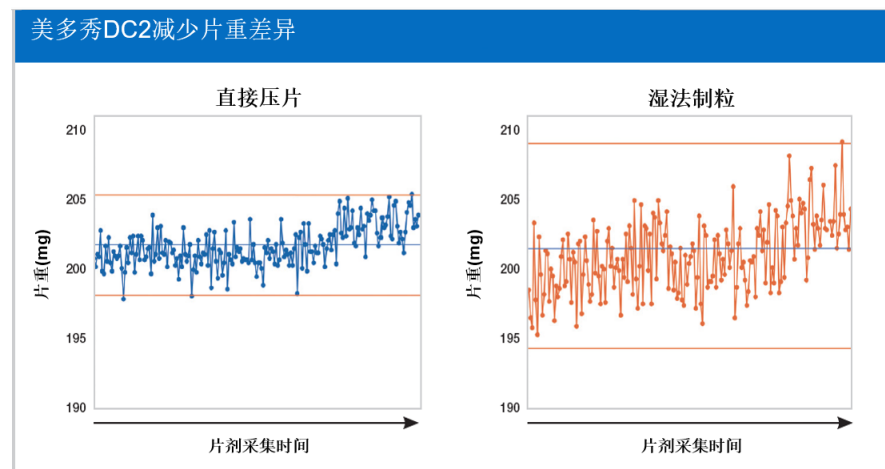 美多秀DC2减少片重差异
直接压片
210
205
200
195
190
片重(mg)
片剂采集时间
湿法制粒
210
205
200
195
190
片重(mg)
片剂采集时间